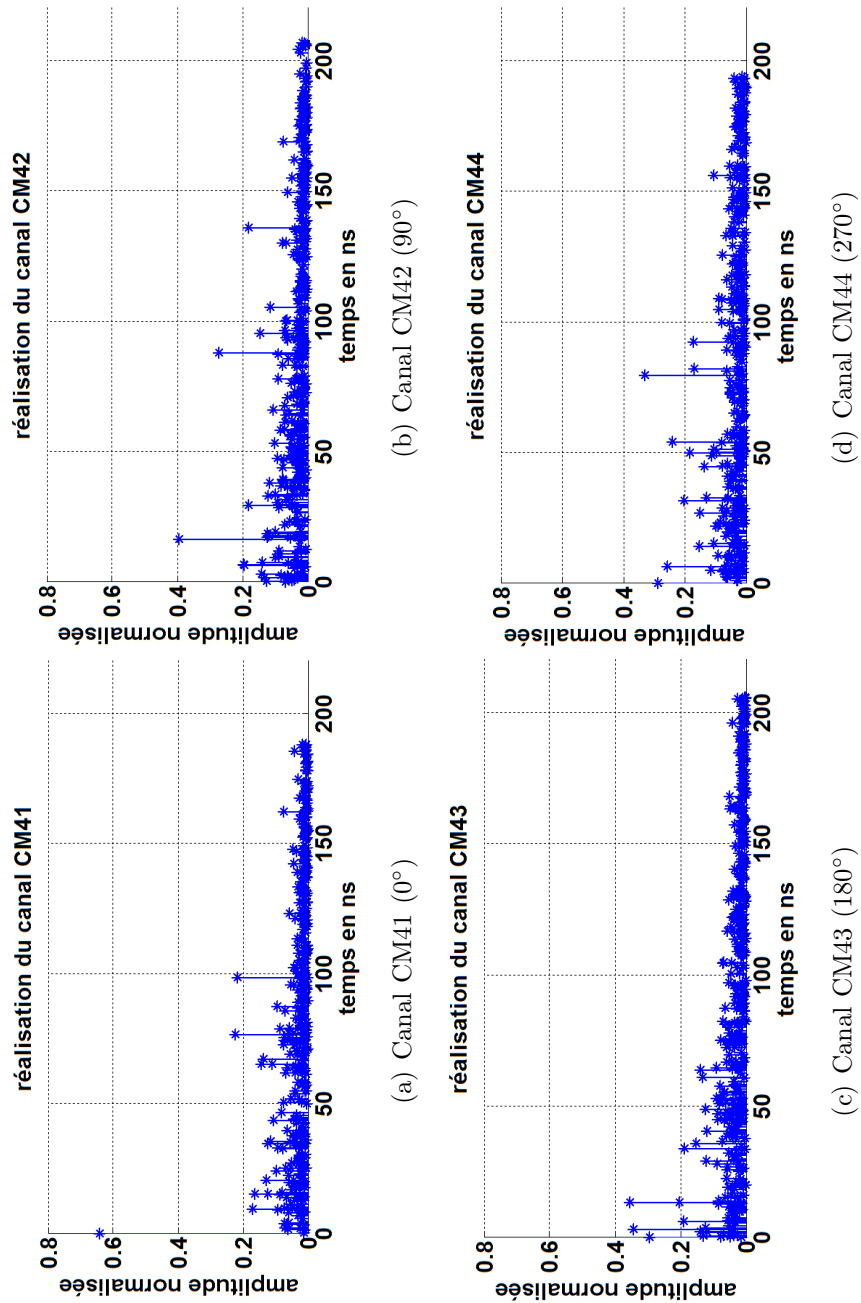 réalisation du canal CM41
amplitude normalisée
0.8
0.6
0.4
0.2
0
0
50
100
150
200
temps en ns
(a) Canal CM41 (0°)
réalisation du canal CM42
amplitude normalisée
0.8
0.6
0.4
0.2
0
0
50
100
150
200
temps en ns
(b) Canal CM42 (90°)
réalisation du canal CM43
amplitude normalisée
0.8
0.6
0.4
0.2
0
0
50
100
150
200
temps en ns
(c) Canal CM43 (180°)
réalisation du canal CM44
amplitude normalisée
0.8
0.6
0.4
0.2
0
0
50
100
150
200
temps en ns
(d) Canal CM44 (270°)